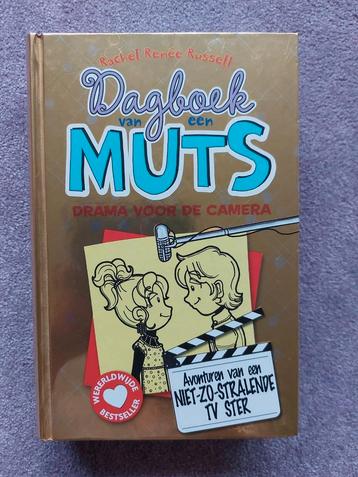 Rachel Renée Russell
Dagboek
van een
MUTS
DRAMA VOOR DE CAMERA
Avonturen van een
NIET-ZO-STRALENDE
TV STER
WERELDWIJDE
BESTSELLER